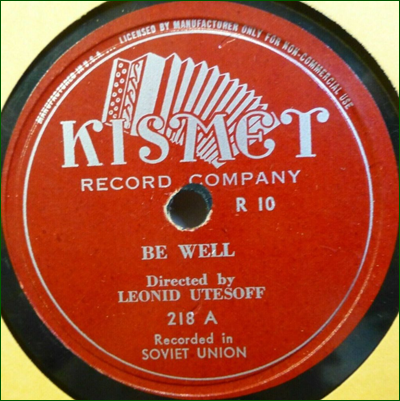 MANUFACTURED IN U.S.A. LICENSED BY MANUFACTURER ONLY FOR NON-COMMERCIAL USE
KISMET
RECORD COMPANY
R 10
BE WELL
Directed by
LEONID UTESOFF
218 A
Recorded in
SOVIET UNION